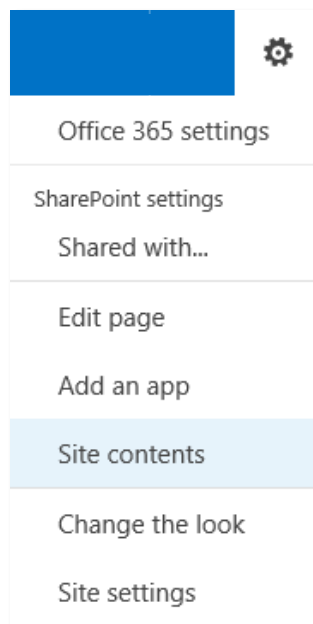 Office 365 settings
SharePoint settings
Shared with...
Edit page
Add an app
Site contents
Change the look
Site settings